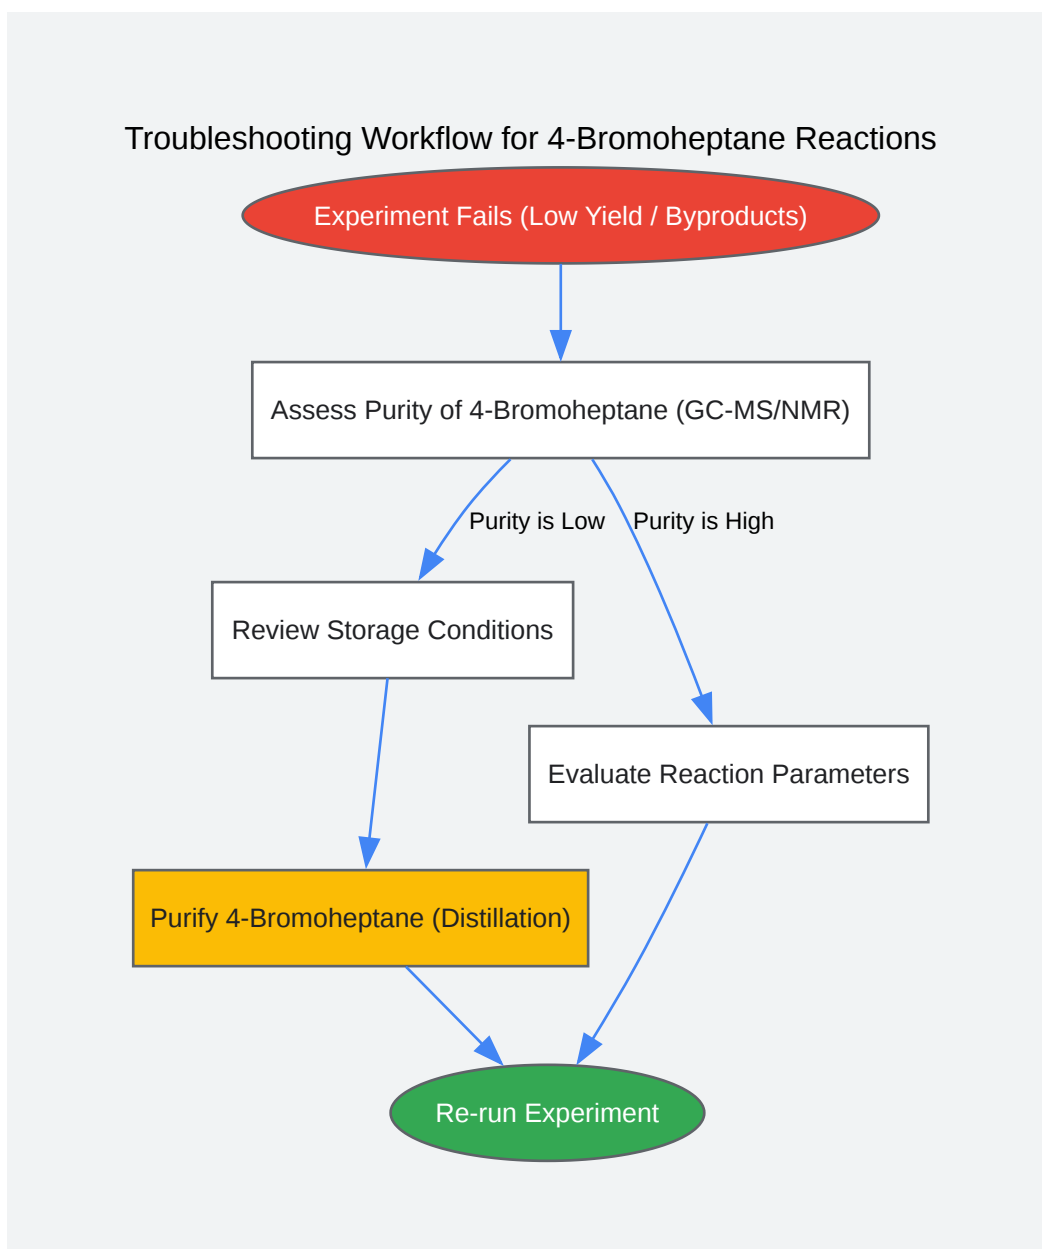 Troubleshooting Workflow for 4-Bromoheptane Reactions
Experiment Fails (Low Yield / Byproducts)
Assess Purity of 4-Bromoheptane (GC-MS/NMR)
Purity is Low
Purity is High
Review Storage Conditions
Evaluate Reaction Parameters
Purify 4-Bromoheptane (Distillation)
Re-run Experiment